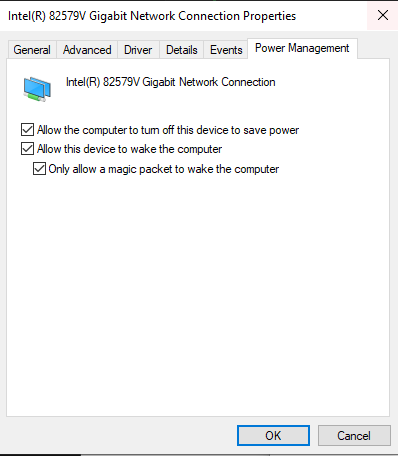 Intel(R) 82579V Gigabit Network Connection Properties
General Advanced Driver Details Events Power Management
Intel(R) 82579V Gigabit Network Connection
Allow the computer to turn off this device to save power
Allow this device to wake the computer
Only allow a magic packet to wake the computer
OK Cancel